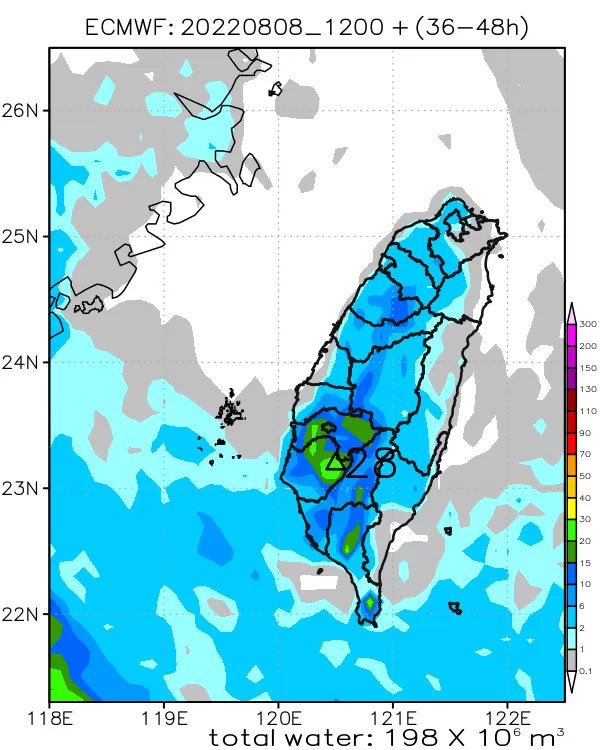 ECMWF: 20220808_1200 + (36−48h)
26N
25N
24N
23N
22N
28
300
200
150
130
110
90
70
50
40
30
20
15
10
6
2
1
0.1
118E 119E 120E 121E 122E
total water: 198 X 10⁶ m³